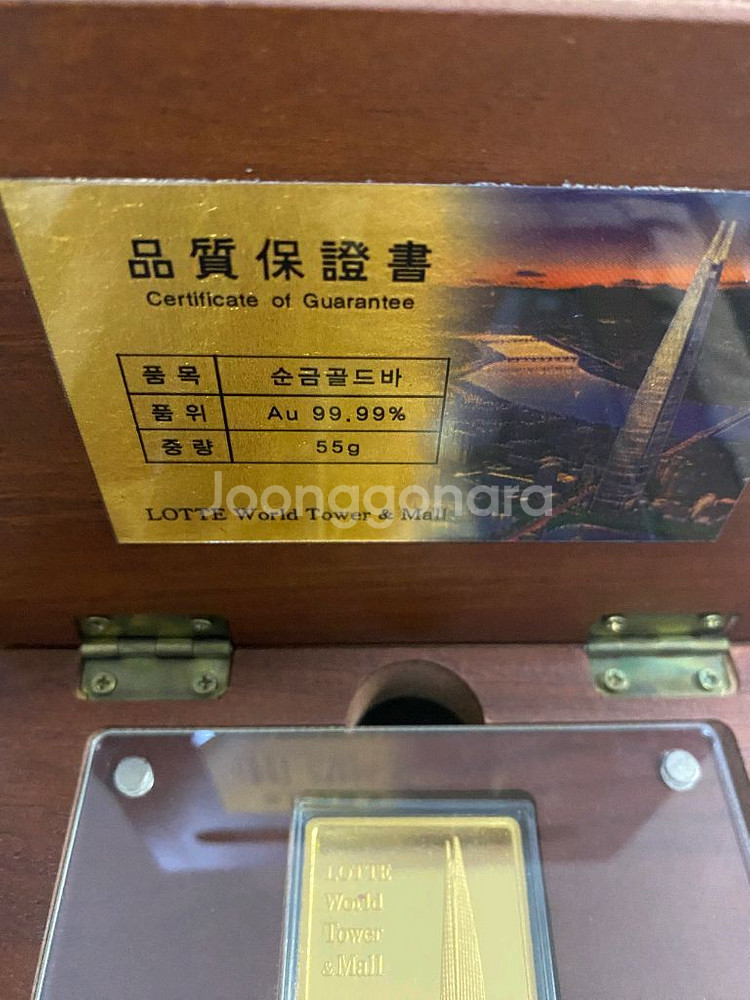 品質保證書
Certificate of Guarantee
품목 순금골드바
품위 Au 99.99%
중량 55g
Joonggonara
LOTTE World Tower & Mall
LOTTE
World
Tower
&Mall